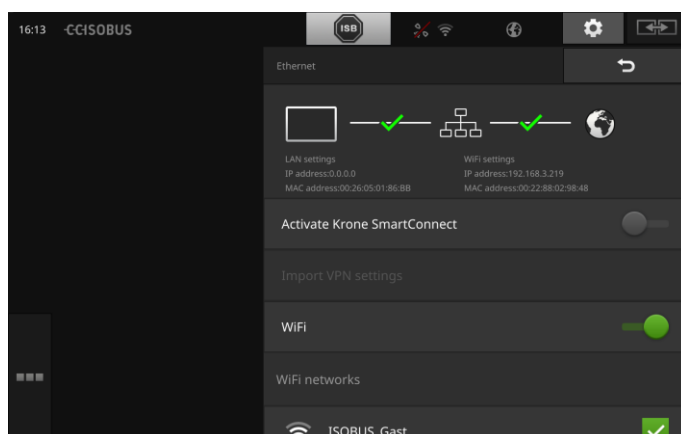 16:13 CCISOBUS
ISB
Ethernet
LAN settings WiFi settings
IP address:0.0.0.0 IP address:192.168.3.219
MAC address:00:26:05:01:86:BB MAC address:00:22:88:02:98:48
Activate Krone SmartConnect
Import VPN settings
WiFi
WiFi networks
ISOBUS_Gast